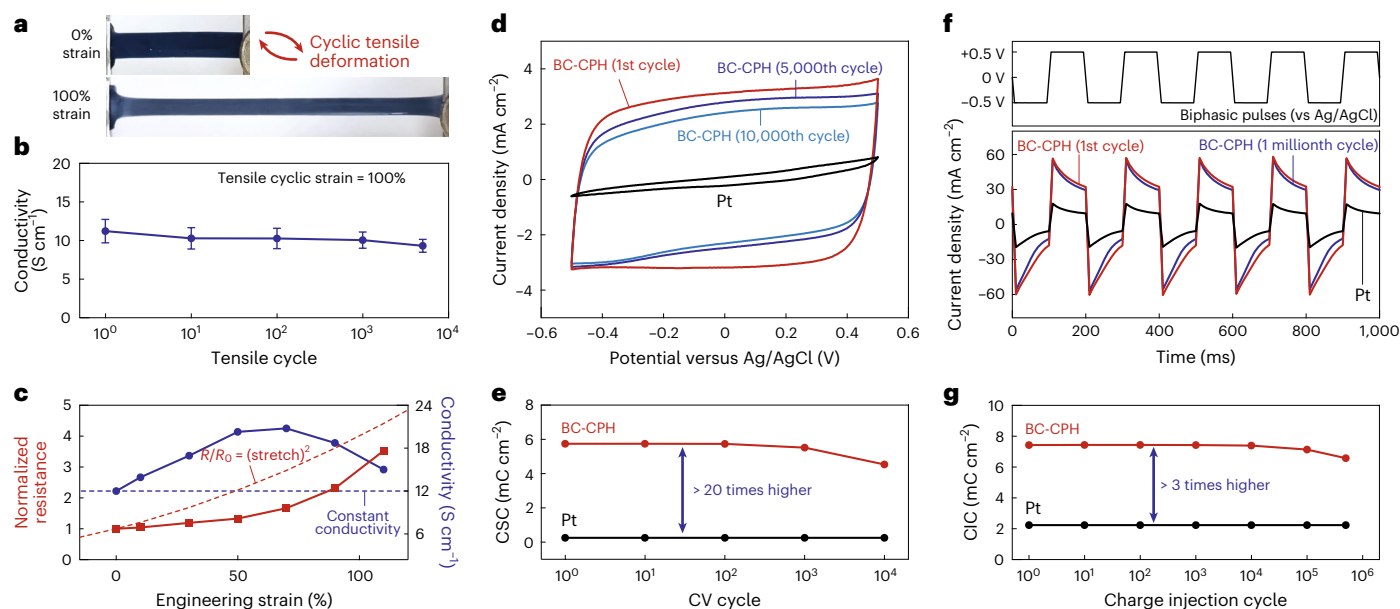 a
0%
strain
100%
strain
Cyclic tensile
deformation
b
20
15
10
5
0
Conductivity
(S cm⁻¹)
Tensile cyclic strain = 100%
10⁰ 10¹ 10² 10³ 10⁴
Tensile cycle
c
5
4
3
2
1
0
Normalized
resistance
R/R₀ = (stretch)²
Constant
conductivity
24
18
12
6
Conductivity (S cm⁻¹)
0 50 100
Engineering strain (%)
d
4
2
0
−2
−4
Current density (mA cm⁻²)
BC-CPH (1st cycle)
BC-CPH (5,000th cycle)
BC-CPH (10,000th cycle)
Pt
−0.6 −0.4 −0.2 0 0.2 0.4 0.6
Potential versus Ag/AgCl (V)
e
8
6
4
2
0
CSC (mC cm⁻²)
BC-CPH
> 20 times higher
Pt
10⁰ 10¹ 10² 10³ 10⁴
CV cycle
f
+0.5 V
0 V
−0.5 V
Biphasic pulses (vs Ag/AgCl)
60
30
0
−30
−60
Current density (mA cm⁻²)
BC-CPH (1st cycle)
BC-CPH (1 millionth cycle)
Pt
0 200 400 600 800 1,000
Time (ms)
g
10
8
6
4
2
0
CIC (mC cm⁻²)
BC-CPH
> 3 times higher
Pt
10⁰ 10¹ 10² 10³ 10⁴ 10⁵ 10⁶
Charge injection cycle